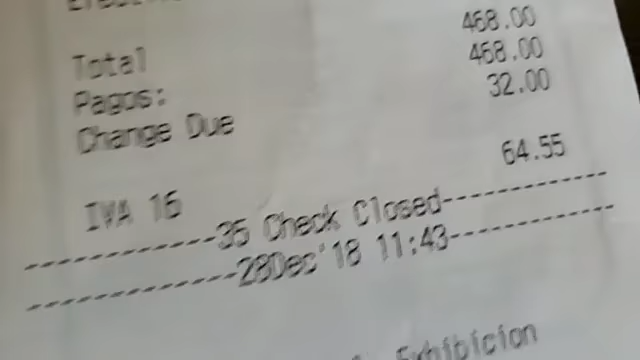 Total 468.00
Pagos: 468.00
Change Due 32.00
IVA 16 64.55
------------35 Check Closed------------
------------28Dec'18 11:43------------
Exhibicion